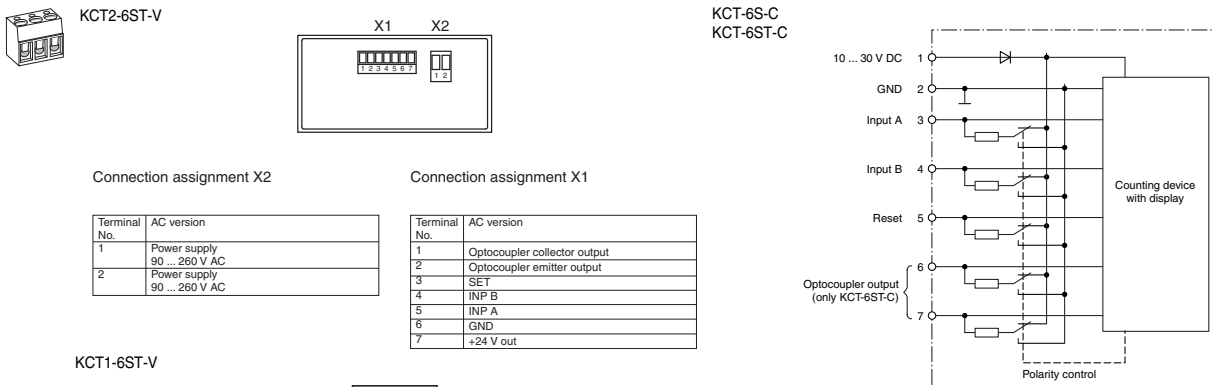 KCT2-6ST-V
X1 X2
1 2 3 4 5 6 7
1 2
Connection assignment X2
Terminal No. AC version
1 Power supply
90 ... 260 V AC
2 Power supply
90 ... 260 V AC
Connection assignment X1
Terminal No. AC version
1 Optocoupler collector output
2 Optocoupler emitter output
3 SET
4 INP B
5 INP A
6 GND
7 +24 V out
KCT1-6ST-V
KCT-6S-C
KCT-6ST-C
10 ... 30 V DC 1
GND 2
Input A 3
Input B 4
Reset 5
6
Optocoupler output
(only KCT-6ST-C)
7
Counting device
with display
Polarity control